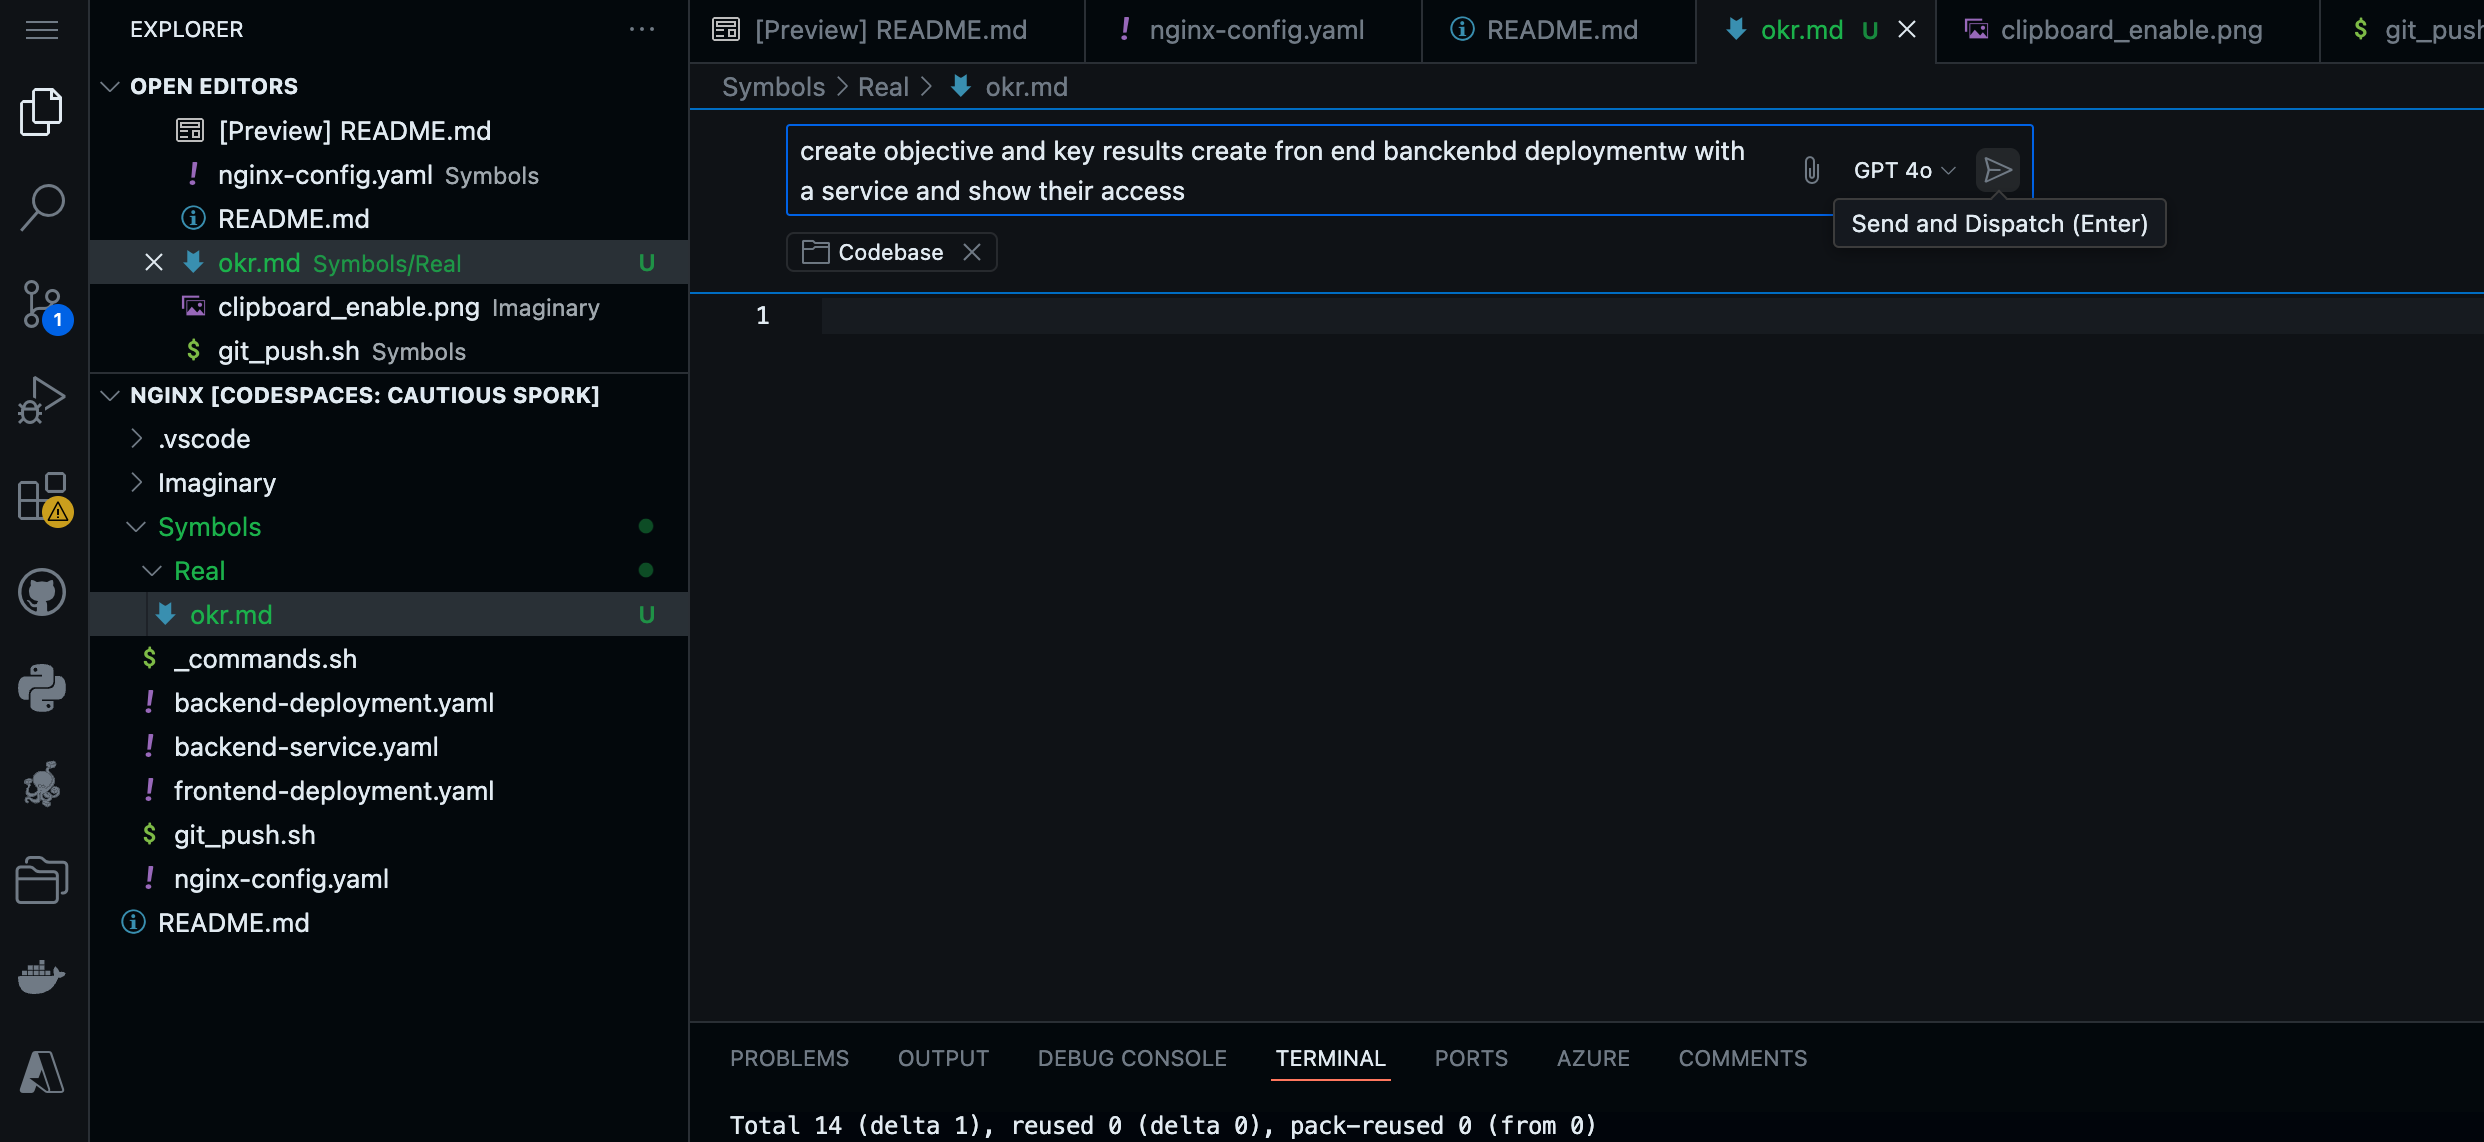 EXPLORER
OPEN EDITORS
[Preview] README.md
! nginx-config.yaml Symbols
README.md
okr.md Symbols/Real U
clipboard_enable.png Imaginary
$ git_push.sh Symbols
NGINX [CODESPACES: CAUTIOUS SPORK]
.vscode
Imaginary
Symbols
Real
okr.md U
$ _commands.sh
! backend-deployment.yaml
! backend-service.yaml
! frontend-deployment.yaml
$ git_push.sh
! nginx-config.yaml
README.md
1
[Preview] README.md
! nginx-config.yaml
README.md
okr.md U
clipboard_enable.png
$ git_push
Symbols > Real > okr.md
create objective and key results create fron end banckenbd deploymentw with
a service and show their access
GPT 4o
Send and Dispatch (Enter)
Codebase
1
PROBLEMS OUTPUT DEBUG CONSOLE TERMINAL PORTS AZURE COMMENTS
Total 14 (delta 1), reused 0 (delta 0), pack-reused 0 (from 0)